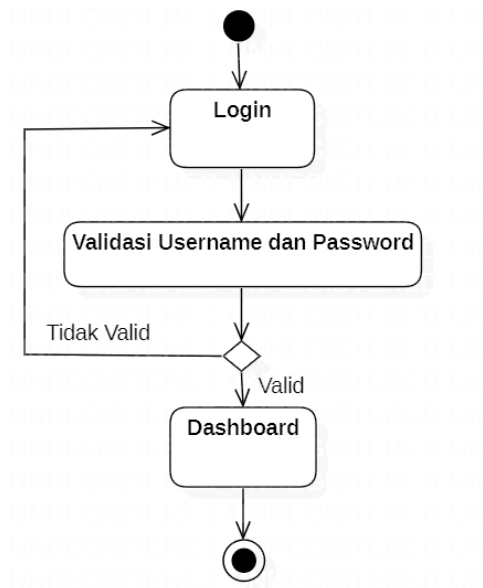 Login
Validasi Username dan Password
Tidak Valid
Valid
Dashboard